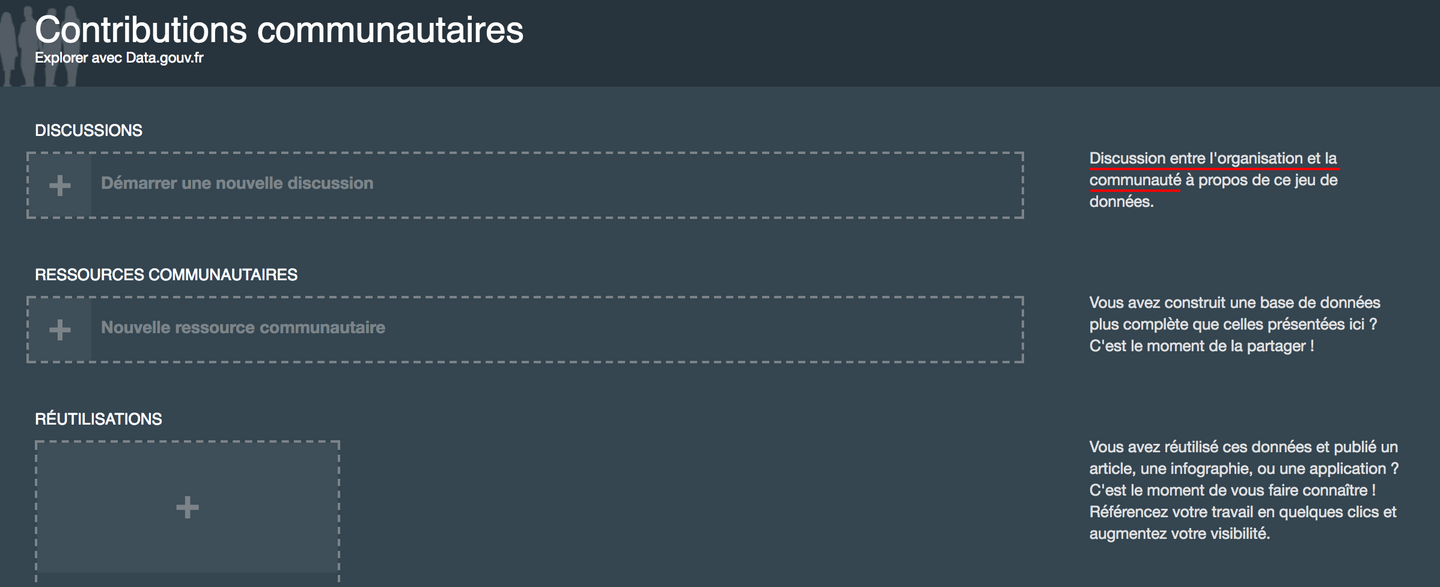 Contributions communautaires
Explorer avec Data.gouv.fr
DISCUSSIONS
Démarrer une nouvelle discussion
Discussion entre l'organisation et la
communauté à propos de ce jeu de
données.
RESSOURCES COMMUNAUTAIRES
Nouvelle ressource communautaire
Vous avez construit une base de données
plus complète que celles présentées ici ?
C'est le moment de la partager !
RÉUTILISATIONS
Vous avez réutilisé ces données et publié un
article, une infographie, ou une application ?
C'est le moment de vous faire connaître !
Référencez votre travail en quelques clics et
augmentez votre visibilité.